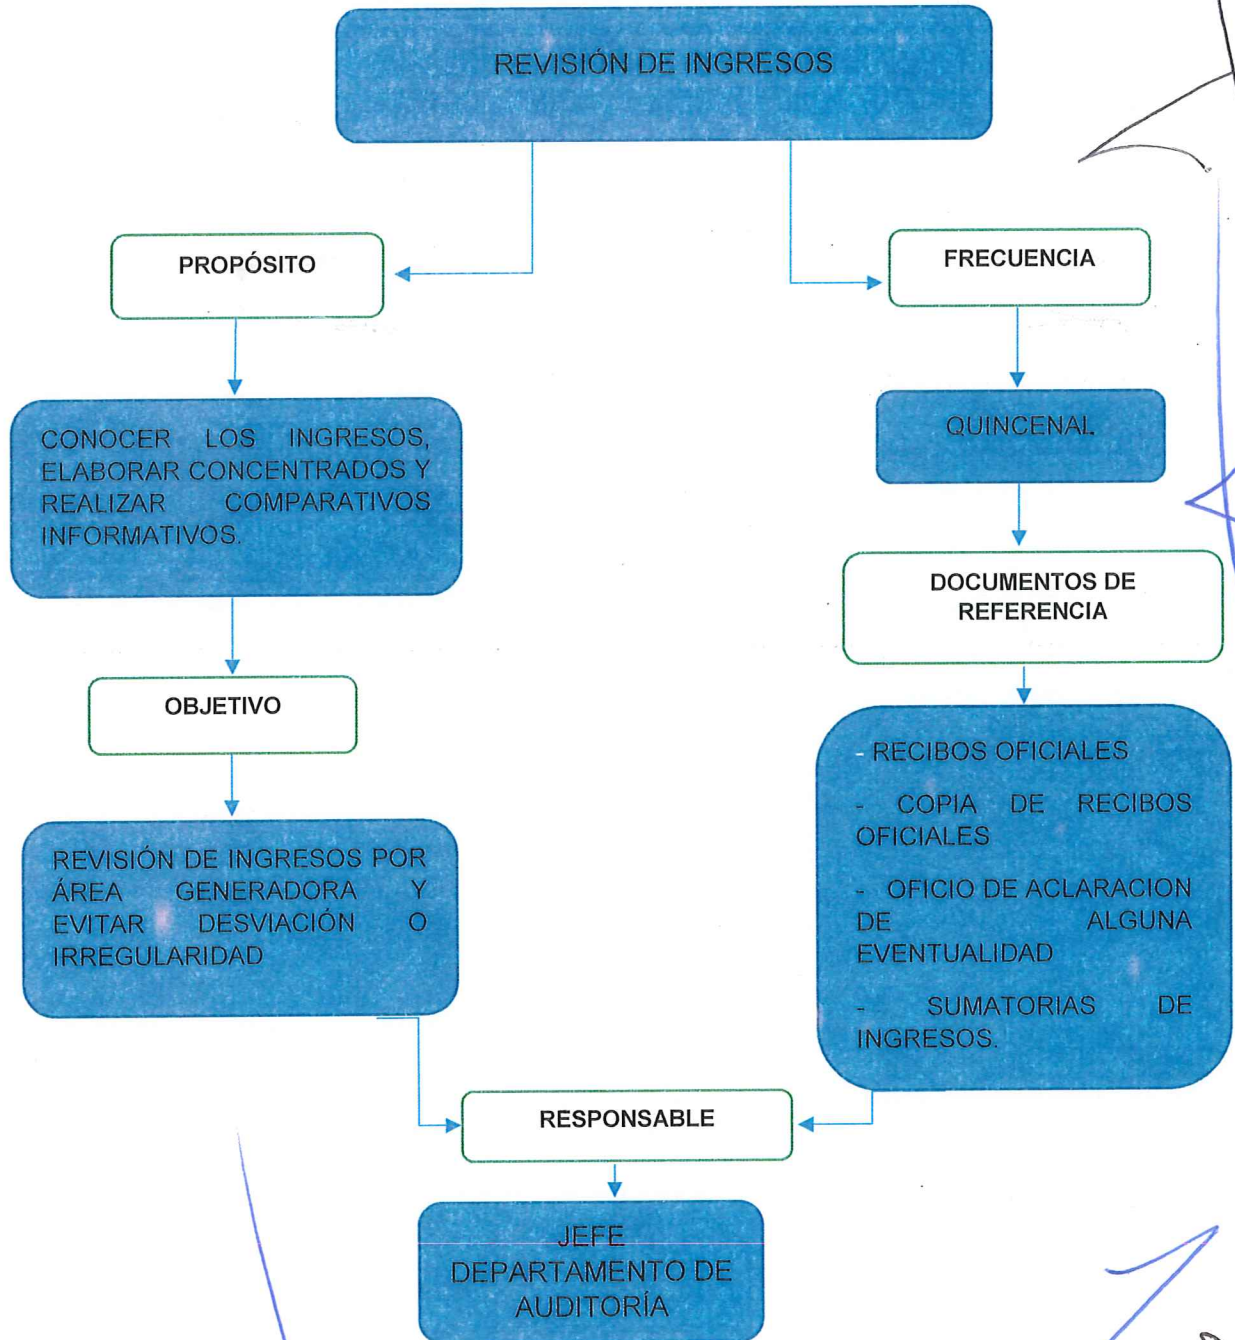 REVISIÓN DE INGRESOS
PROPÓSITO
FRECUENCIA
CONOCER LOS INGRESOS,
ELABORAR CONCENTRADOS Y
REALIZAR COMPARATIVOS
INFORMATIVOS.
QUINCENAL
DOCUMENTOS DE
REFERENCIA
OBJETIVO
- RECIBOS OFICIALES
- COPIA DE RECIBOS
OFICIALES
- OFICIO DE ACLARACION
DE ALGUNA
EVENTUALIDAD
- SUMATORIAS DE
INGRESOS.
REVISIÓN DE INGRESOS POR
ÁREA GENERADORA Y
EVITAR DESVIACIÓN O
IRREGULARIDAD
RESPONSABLE
JEFE
DEPARTAMENTO DE
AUDITORÍA